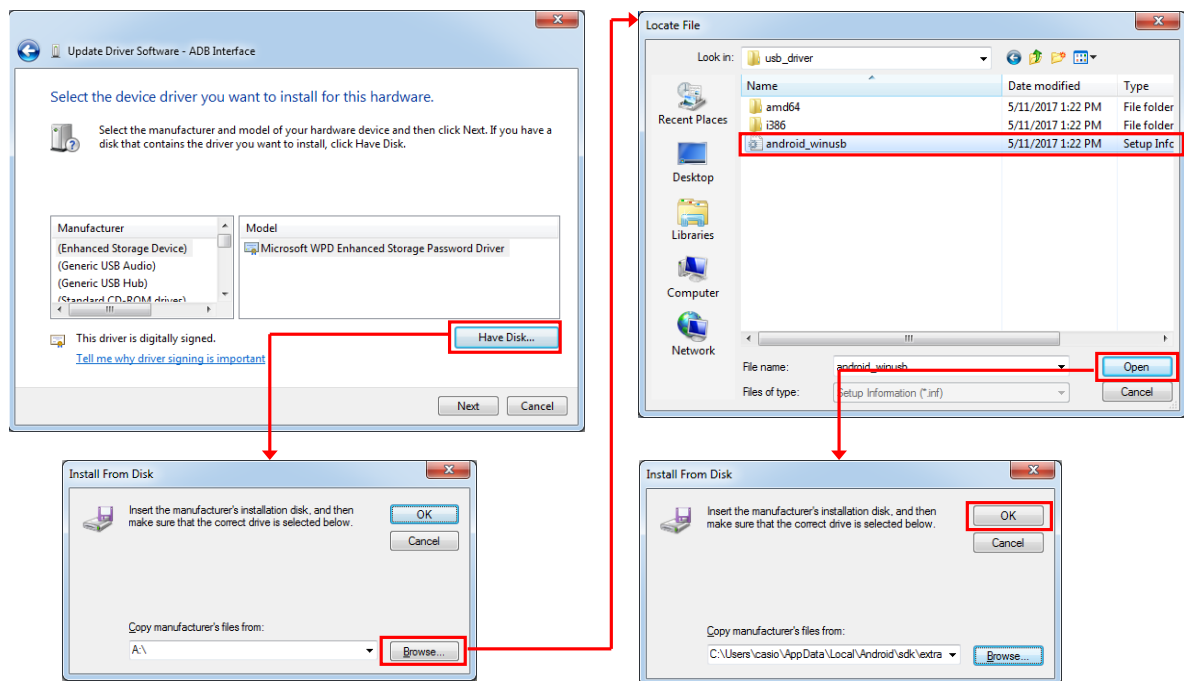 Update Driver Software - ADB Interface
Select the device driver you want to install for this hardware.
Select the manufacturer and model of your hardware device and then click Next. If you have a
disk that contains the driver you want to install, click Have Disk.
Manufacturer
(Enhanced Storage Device)
(Generic USB Audio)
(Generic USB Hub)
(Standard CD-ROM driver)
Model
Microsoft WPD Enhanced Storage Password Driver
This driver is digitally signed.
Tell me why driver signing is important
Have Disk...
Next
Cancel
Install From Disk
Insert the manufacturer's installation disk, and then
make sure that the correct drive is selected below.
OK
Cancel
Copy manufacturer's files from:
A:\
Browse...
Locate File
Look in:
usb_driver
Recent Places
Desktop
Libraries
Computer
Network
Name
Date modified
Type
amd64
5/11/2017 1:22 PM
File folder
i386
5/11/2017 1:22 PM
File folder
android_winusb
5/11/2017 1:22 PM
Setup Infc
File name:
android_winusb
Open
Files of type:
Setup Information (*.inf)
Cancel
Install From Disk
Insert the manufacturer's installation disk, and then
make sure that the correct drive is selected below.
OK
Cancel
Copy manufacturer's files from:
C:\Users\casio\AppData\Local\Android\sdk\extra
Browse...